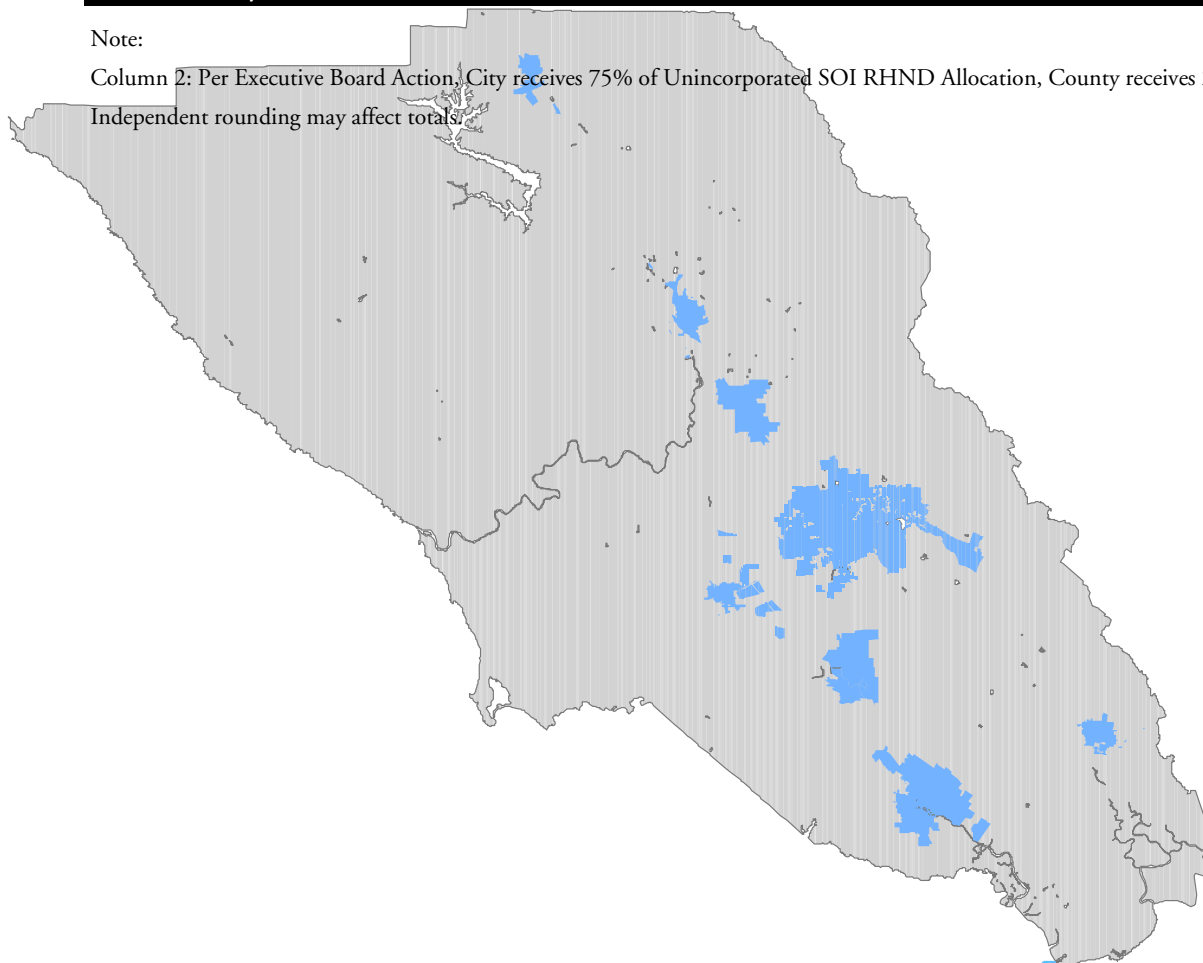 Note:
Column 2: Per Executive Board Action, City receives 75% of Unincorporated SOI RHND Allocation, County receives
Independent rounding may affect totals.